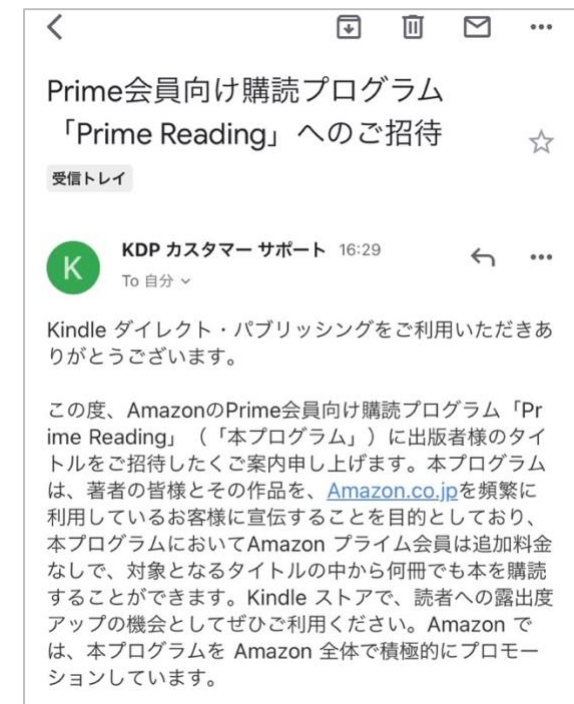 Prime会員向け購読プログラム
「Prime Reading」へのご招待
受信トレイ
K
KDP カスタマー サポート 16:29
To 自分
Kindle ダイレクト・パブリッシングをご利用いただきあ
りがとうございます。
この度、AmazonのPrime会員向け購読プログラム「Pr
ime Reading」（「本プログラム」）に出版者様のタイ
トルをご招待したくご案内申し上げます。本プログラム
は、著者の皆様とその作品を、Amazon.co.jpを頻繁に
利用しているお客様に宣伝することを目的としており、
本プログラムにおいてAmazon プライム会員は追加料金
なしで、対象となるタイトルの中から何冊でも本を購読
することができます。Kindle ストアで、読者への露出度
アップの機会としてぜひご利用ください。Amazon で
は、本プログラムを Amazon 全体で積極的にプロモー
ションしています。